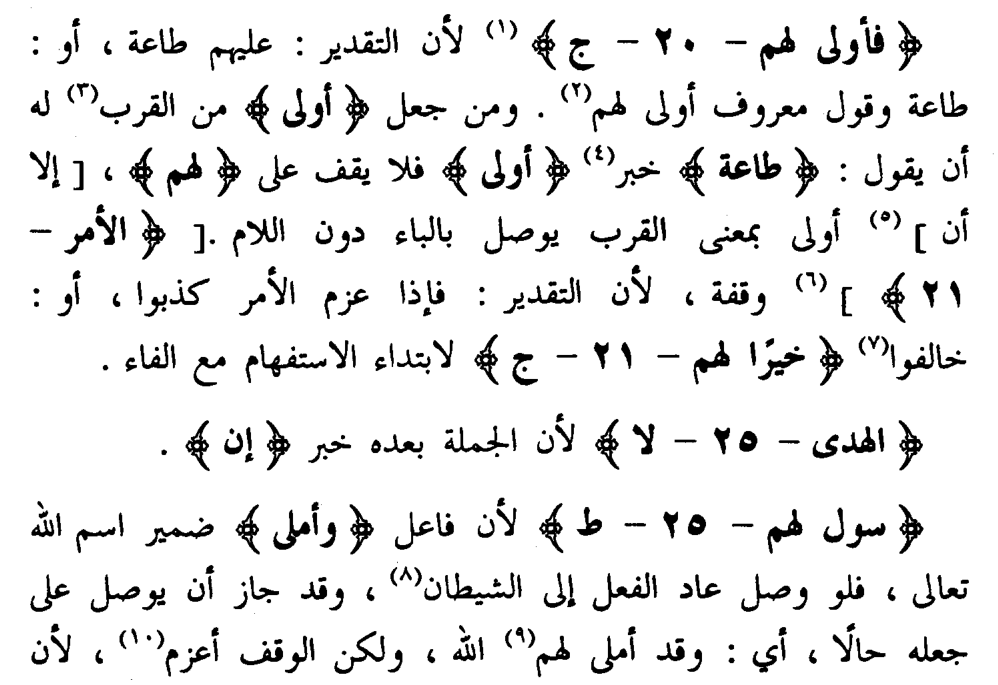 ﴿ فأولى لهم – ٢٠ – ج ﴾ (١) لأن التقدير : عليهم طاعة ، أو :
طاعة وقول معروف أولى لهم(٢) . ومن جعل ﴿ أولى ﴾ من القرب(٣) له
أن يقول : ﴿ طاعة ﴾ خبر(٤) ﴿ أولى ﴾ فلا يقف على ﴿ لهم ﴾ ، [ إلا
أن ] (٥) أولى بمعنى القرب يوصل بالباء دون اللام .[ ﴿ الأمر –
٢١ ﴾ ] (٦) وقفة ، لأن التقدير : فإذا عزم الأمر كذبوا ، أو :
خالفوا(٧) ﴿ خيرًا لهم – ٢١ – ج ﴾ لابتداء الاستفهام مع الفاء .
﴿ الهدى – ٢٥ – لا ﴾ لأن الجملة بعده خبر ﴿ إن ﴾ .
﴿ سول لهم – ٢٥ – ط ﴾ لأن فاعل ﴿ وأملى ﴾ ضمير اسم الله
تعالى ، فلو وصل عاد الفعل إلى الشيطان(٨) ، وقد جاز أن يوصل على
جعله حالًا ، أي : وقد أملى لهم(٩) الله ، ولكن الوقف أعزم(١٠) ، لأن